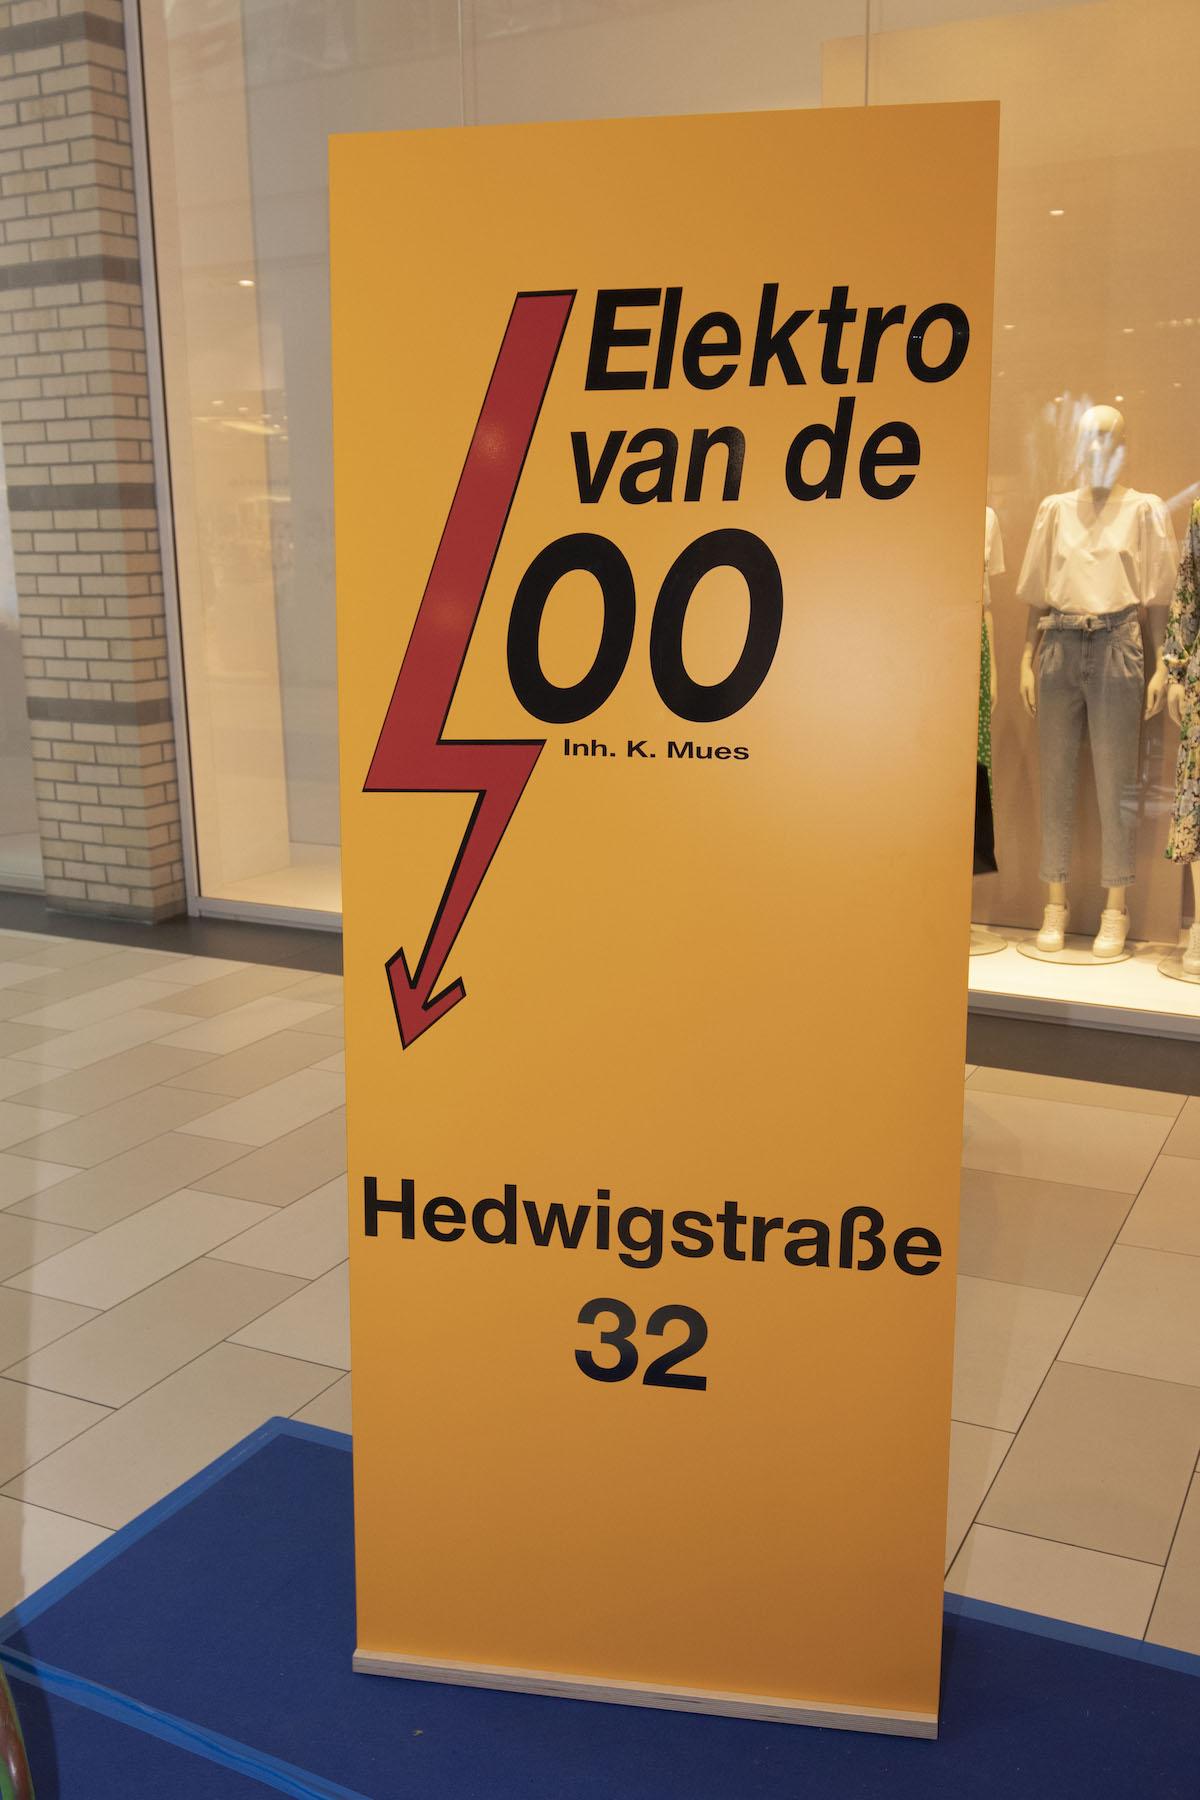 Elektro
van de
Loo
Inh. K. Mues
Hedwigstraße
32